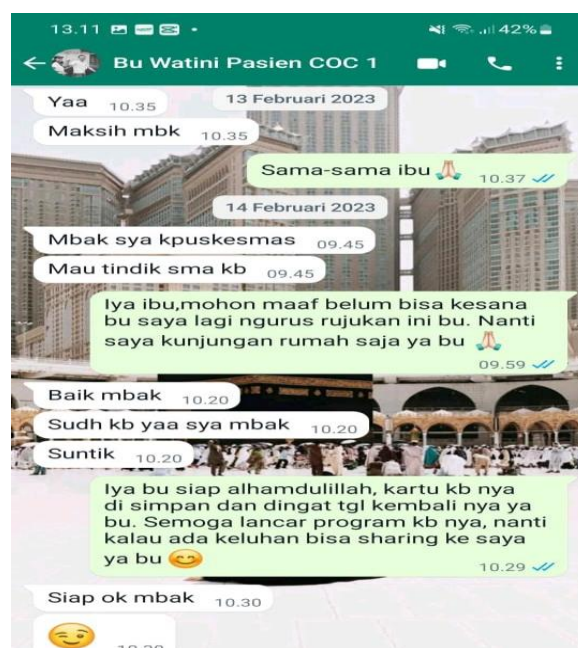 13.11 42%
Bu Watini Pasien COC 1
13 Februari 2023
Yaa 10.35
Maksih mbk 10.35
Sama-sama ibu 🙏 10.37
14 Februari 2023
Mbak sya kpuskesmas 09.45
Mau tindik sma kb 09.45
Iya ibu,mohon maaf belum bisa kesana
bu saya lagi ngurus rujukan ini bu. Nanti
saya kunjungan rumah saja ya bu 🙏
09.59
Baik mbak 10.20
Sudh kb yaa sya mbak 10.20
Suntik 10.20
Iya bu siap alhamdulillah, kartu kb nya
di simpan dan dingat tgl kembali nya ya
bu. Semoga lancar program kb nya, nanti
kalau ada keluhan bisa sharing ke saya
ya bu 😊 10.29
Siap ok mbak 10.30
😉